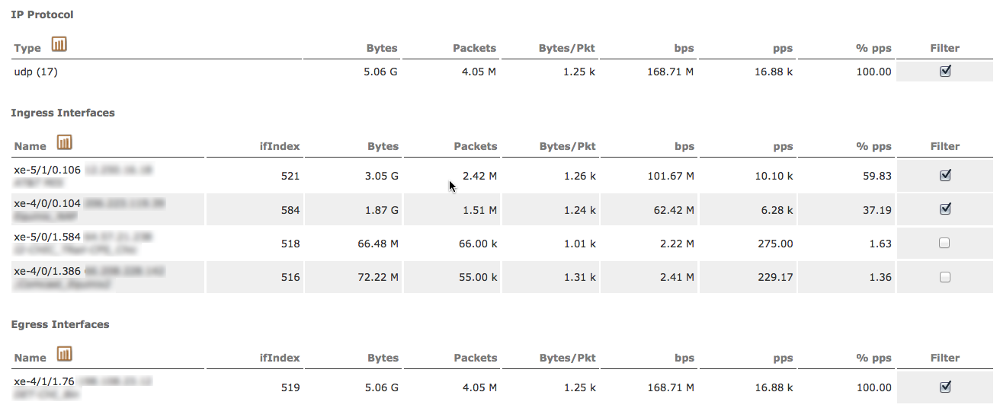 IP Protocol
Type Bytes Packets Bytes/Pkt bps pps % pps Filter
udp (17) 5.06 G 4.05 M 1.25 k 168.71 M 16.88 k 100.00
Ingress Interfaces
Name ifIndex Bytes Packets Bytes/Pkt bps pps % pps Filter
xe-5/1/0.106
521 3.05 G 2.42 M 1.26 k 101.67 M 10.10 k 59.83
xe-4/0/0.104
584 1.87 G 1.51 M 1.24 k 62.42 M 6.28 k 37.19
xe-5/0/1.584
518 66.48 M 66.00 k 1.01 k 2.22 M 275.00 1.63
xe-4/0/1.386
516 72.22 M 55.00 k 1.31 k 2.41 M 229.17 1.36
Egress Interfaces
Name ifIndex Bytes Packets Bytes/Pkt bps pps % pps Filter
xe-4/1/1.76
519 5.06 G 4.05 M 1.25 k 168.71 M 16.88 k 100.00